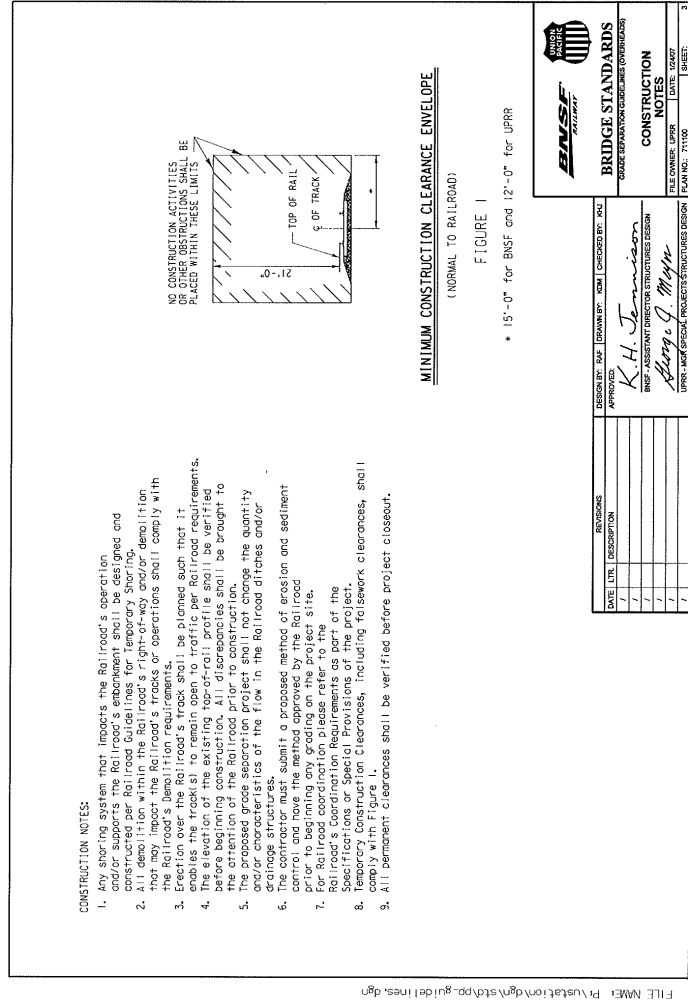 CONSTRUCTION NOTES:
1. Any shoring system that impacts the Railroad's operation
and/or supports the Railroad's embankment shall be designed and
constructed per Railroad Guidelines for Temporary Shoring.
2. All demolition within the Railroad's right-of-way and/or demolition
that may impact the Railroad's tracks or operations shall comply with
the Railroad's Demolition requirements.
3. Erection over the Railroad's track shall be planned such that it
enables the track(s) to remain open to traffic per Railroad requirements.
4. The elevation of the existing top-of-rail profile shall be verified
before beginning construction. All discrepancies shall be brought to
the attention of the Railroad prior to construction.
5. The proposed grade separation project shall not change the quantity
and/or characteristics of the flow in the Railroad ditches and/or
drainage structures.
6. The contractor must submit a proposed method of erosion and sediment
control and have the method approved by the Railroad
prior to beginning any grading on the project site.
7. For Railroad coordination please refer to the
Railroad's Coordination Requirements as part of the
Specifications or Special Provisions of the project.
8. Temporary Construction Clearances, including falsework clearances, shall
comply with Figure 1.
9. All permanent clearances shall be verified before project closeout.
NO CONSTRUCTION ACTIVITIES
OR OTHER OBSTRUCTIONS SHALL BE
PLACED WITHIN THESE LIMITS
21'-0"
TOP OF RAIL
℄ OF TRACK
*
MINIMUM CONSTRUCTION CLEARANCE ENVELOPE
(NORMAL TO RAILROAD)
FIGURE 1
* 15'-0" for BNSF and 12'-0" for UPRR
REVISIONS
DATE LTR. DESCRIPTION
DESIGN BY: RAF DRAWN BY: KDM CHECKED BY: KHJ
APPROVED:
K.H. Jennison
BNSF - ASSISTANT DIRECTOR STRUCTURES DESIGN
George J. Meyn
UPRR - MGR SPECIAL PROJECTS STRUCTURES DESIGN
BNSF
RAILWAY
UNION
PACIFIC
BRIDGE STANDARDS
GRADE SEPARATION GUIDELINES (OVERHEADS)
CONSTRUCTION
NOTES
FILE OWNER: UPRR DATE: 1/24/07
PLAN NO.: 711100 SHEET: 3
FILE NAME: P:\ustation\dgn\std\pp_guidelines.dgn